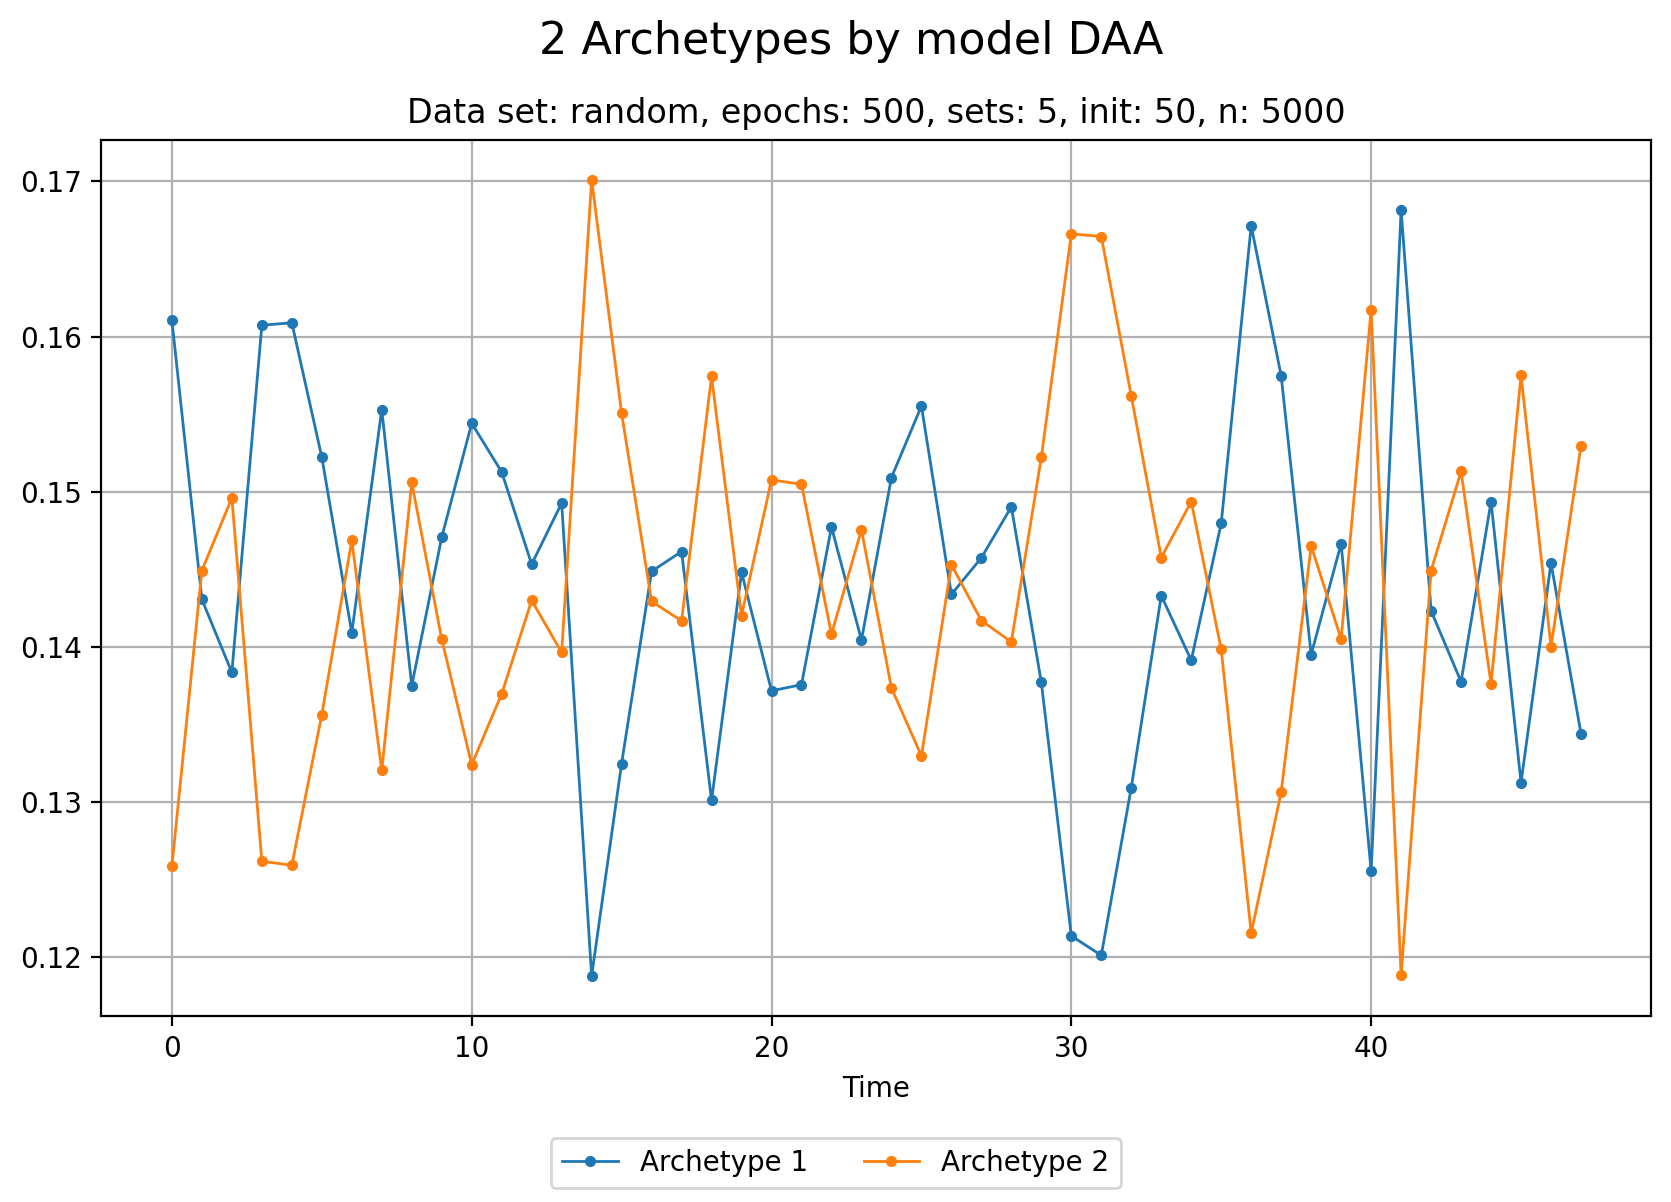 2 Archetypes by model DAA
Data set: random, epochs: 500, sets: 5, init: 50, n: 5000
0.17
0.16
0.15
0.14
0.13
0.12
0 10 20 30 40
Time
Archetype 1 Archetype 2